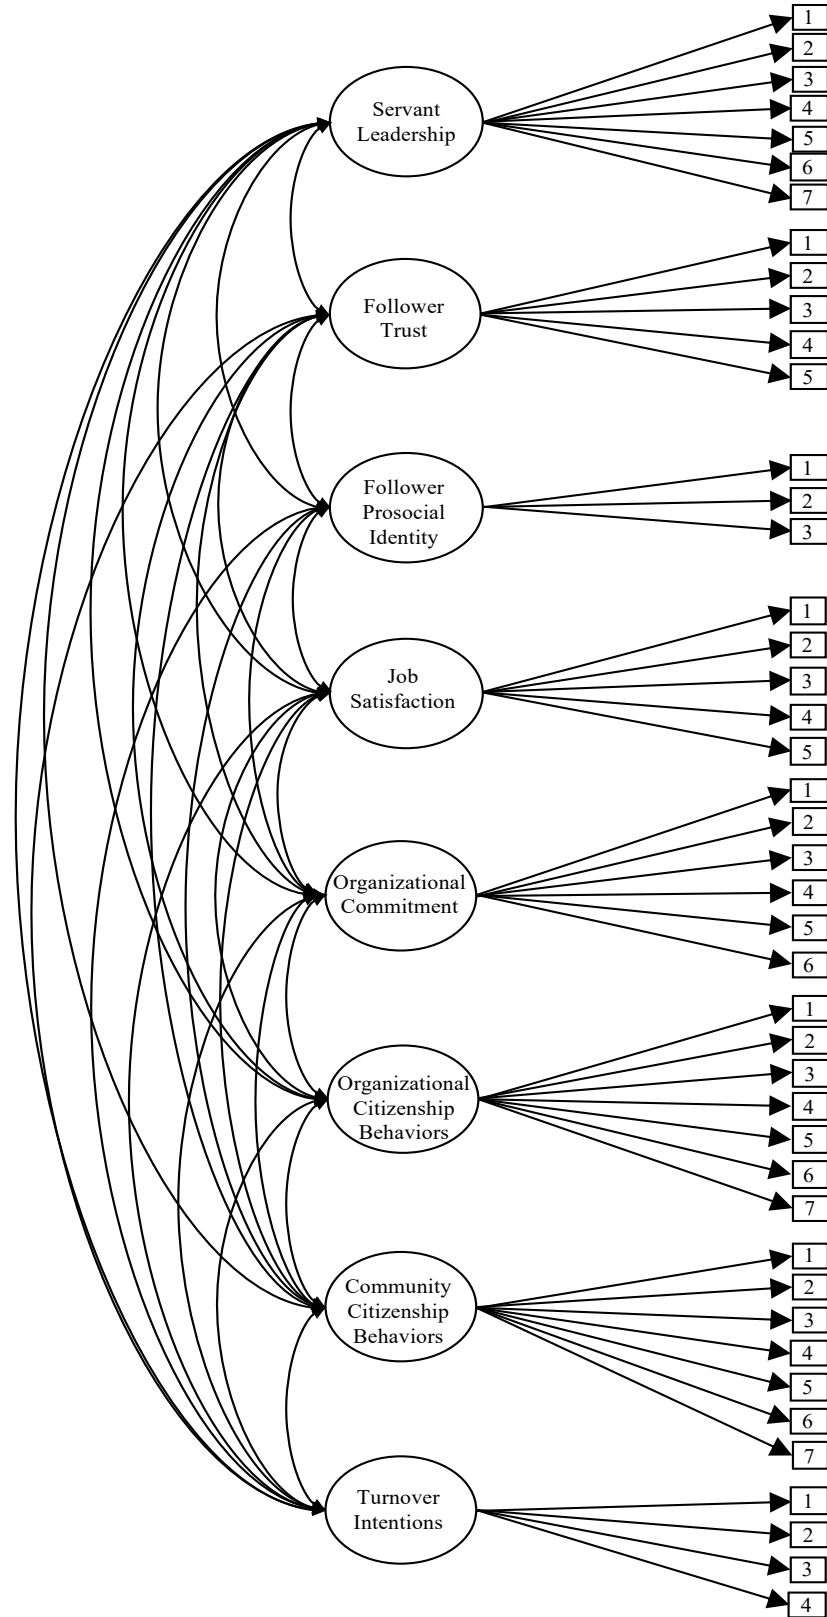 1
2
Servant
Leadership
3
4
5
6
7
Follower
Trust
1
2
3
4
5
Follower
Prosocial
Identity
1
2
3
Job
Satisfaction
1
2
3
4
5
Organizational
Commitment
1
2
3
4
5
6
Organizational
Citizenship
Behaviors
1
2
3
4
5
6
7
Community
Citizenship
Behaviors
1
2
3
4
5
6
7
Turnover
Intentions
1
2
3
4